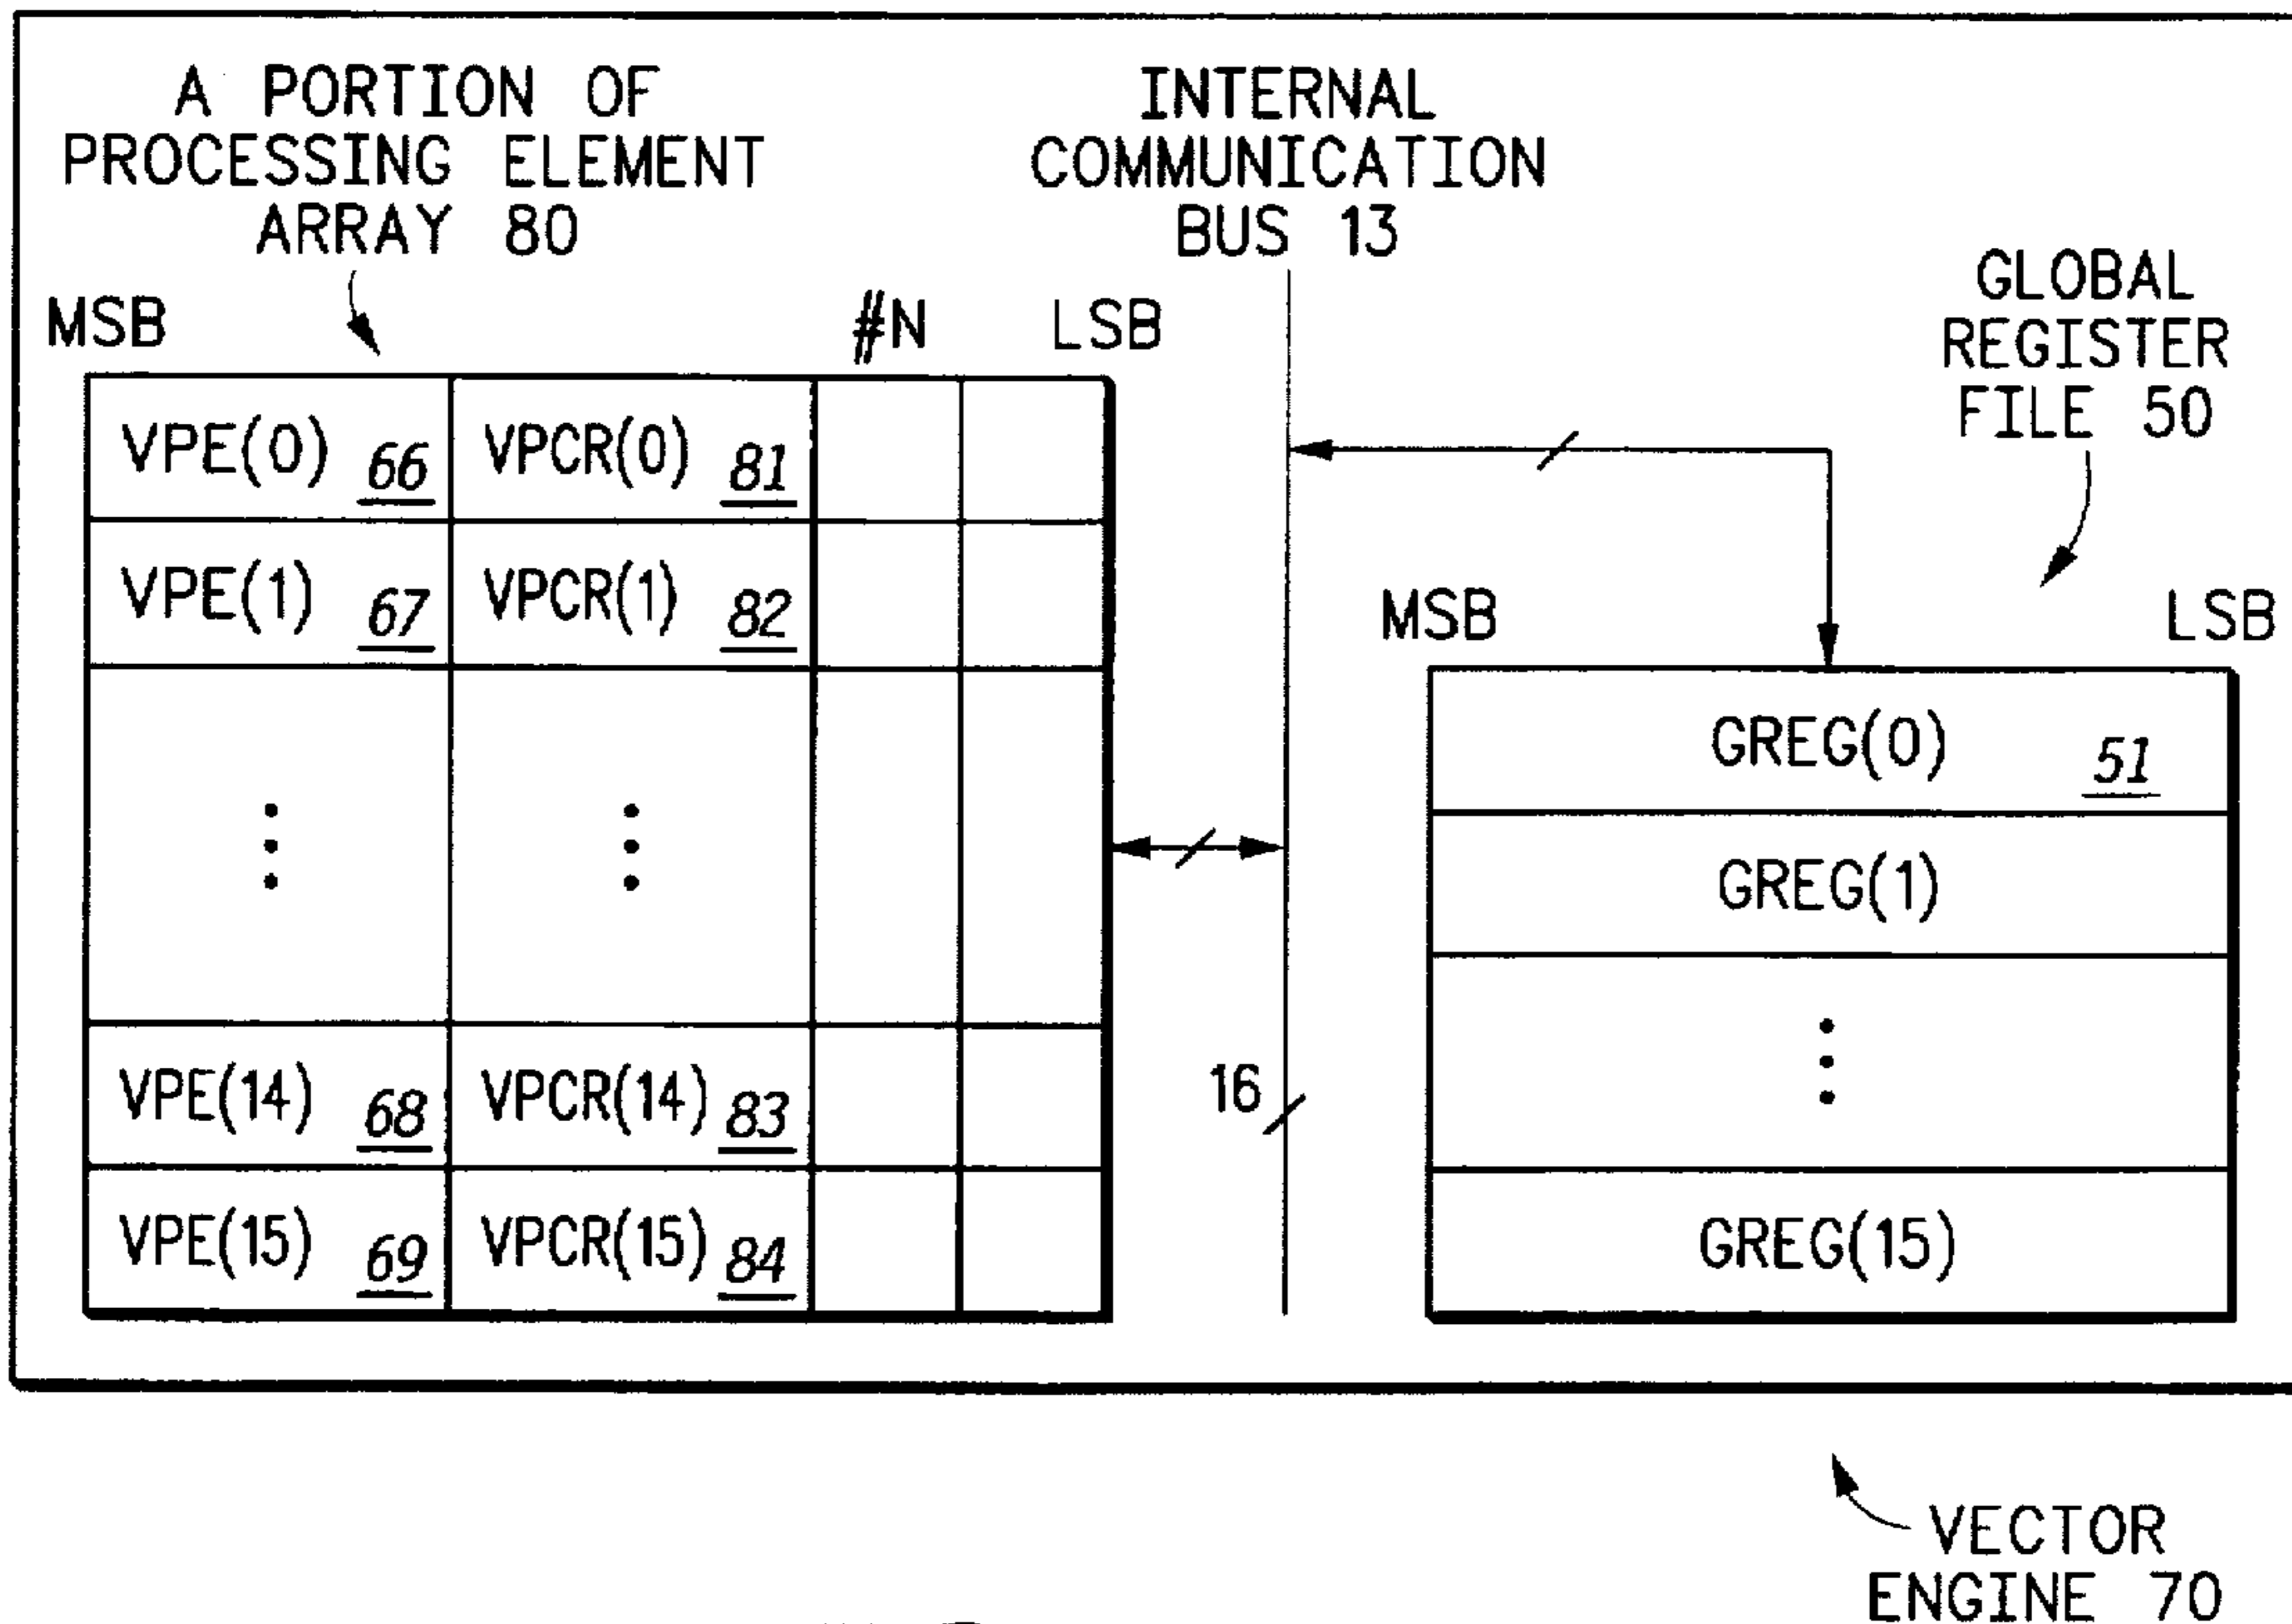 A PORTION OF
PROCESSING ELEMENT
ARRAY 80
INTERNAL
COMMUNICATION
BUS 13
GLOBAL
REGISTER
FILE 50
MSB
#N
LSB
VPE(0) 66
VPCR(0) 81
VPE(1) 67
VPCR(1) 82
VPE(14) 68
VPCR(14) 83
VPE(15) 69
VPCR(15) 84
16
MSB
LSB
GREG(0) 51
GREG(1)
GREG(15)
VECTOR
ENGINE 70